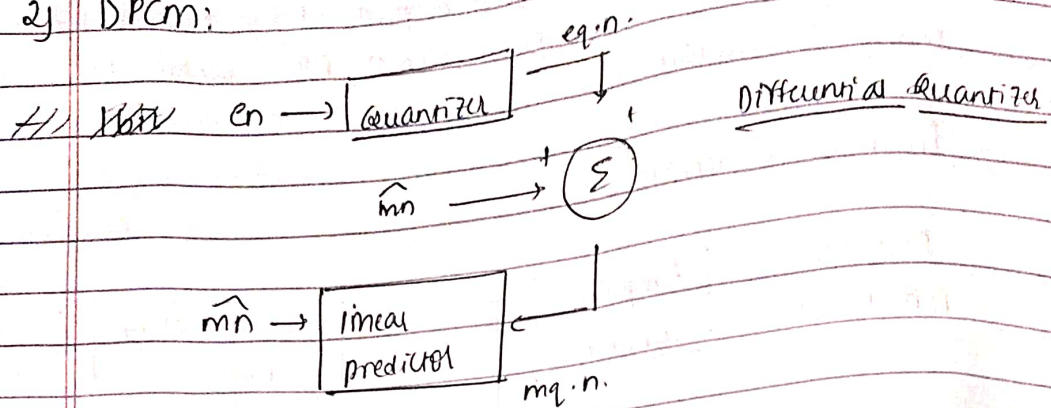 2) DPCM:
eq.n.
en → Quantizer
Differential Quantizer
+
+
m̂n → Σ
m̂n → linear
predictor
mq.n.